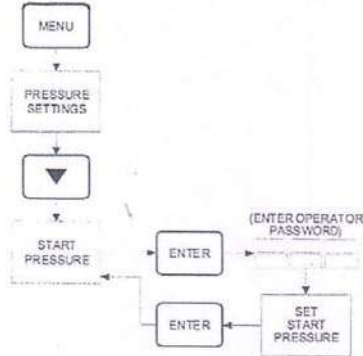 MENU
PRESSURE
SETTINGS
START
PRESSURE
ENTER
(ENTER OPERATOR
PASSWORD)
ENTER
SET
START
PRESSURE